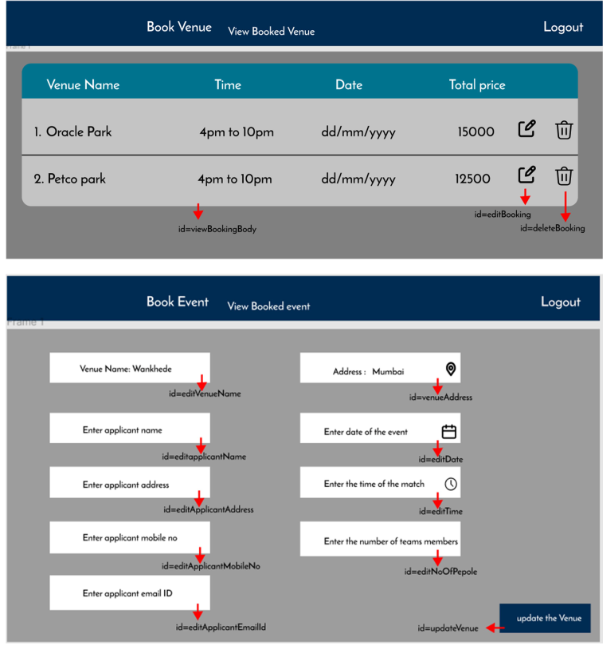 Book Venue View Booked Venue Logout
Frame 1
Venue Name Time Date Total price
1. Oracle Park 4pm to 10pm dd/mm/yyyy 15000
2. Petco park 4pm to 10pm dd/mm/yyyy 12500
id=editBooking
id=viewBookingBody id=deleteBooking
Book Event View Booked event Logout
Frame 1
Venue Name: Wankhede Address : Mumbai
id=editVenueName id=venueAddress
Enter applicant name Enter date of the event
id=editapplicantName id=editDate
Enter applicant address Enter the time of the match
id=editApplicantAddress id=editTime
Enter applicant mobile no Enter the number of teams members
id=editApplicantMobileNo id=editNoOfPepole
Enter applicant email ID
update the Venue
id=editApplicantEmailId id=updateVenue